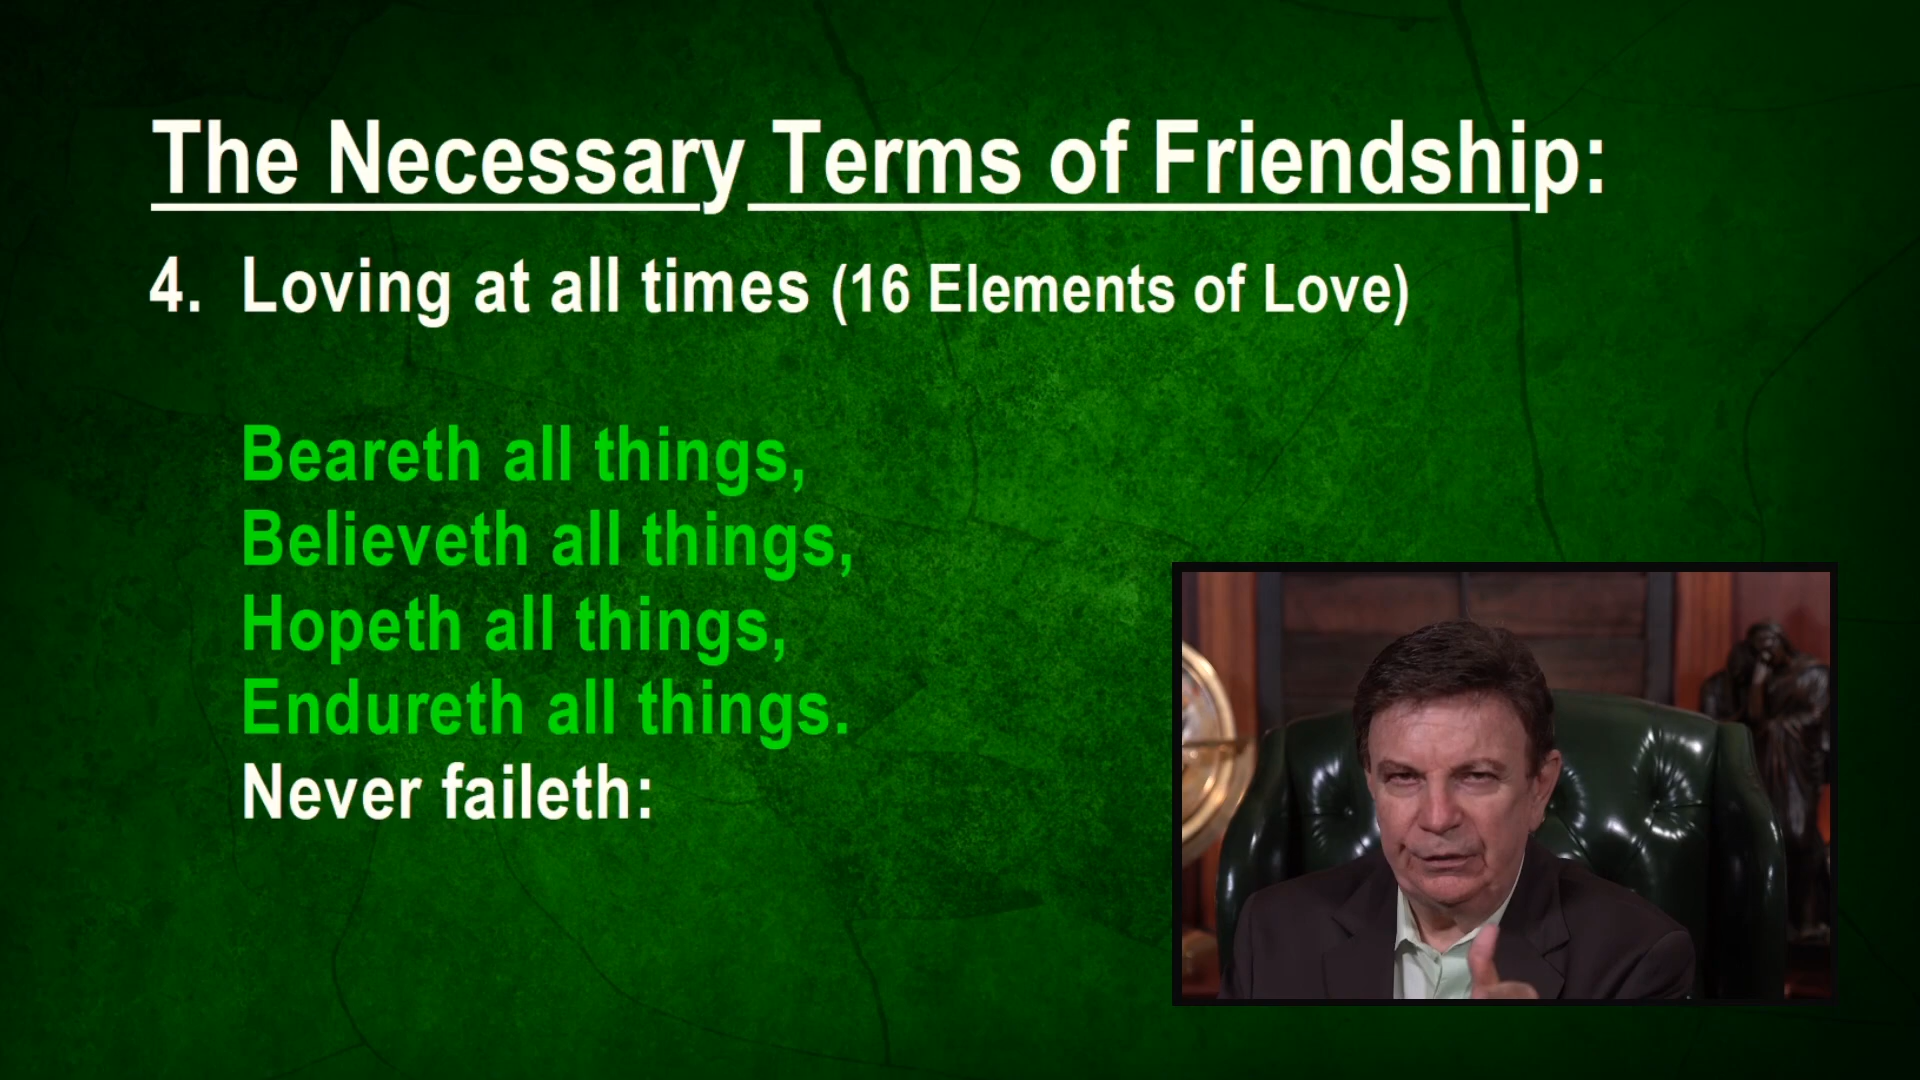 The Necessary Terms of Friendship:
4. Loving at all times (16 Elements of Love)
Beareth all things,
Believeth all things,
Hopeth all things,
Endureth all things.
Never faileth: